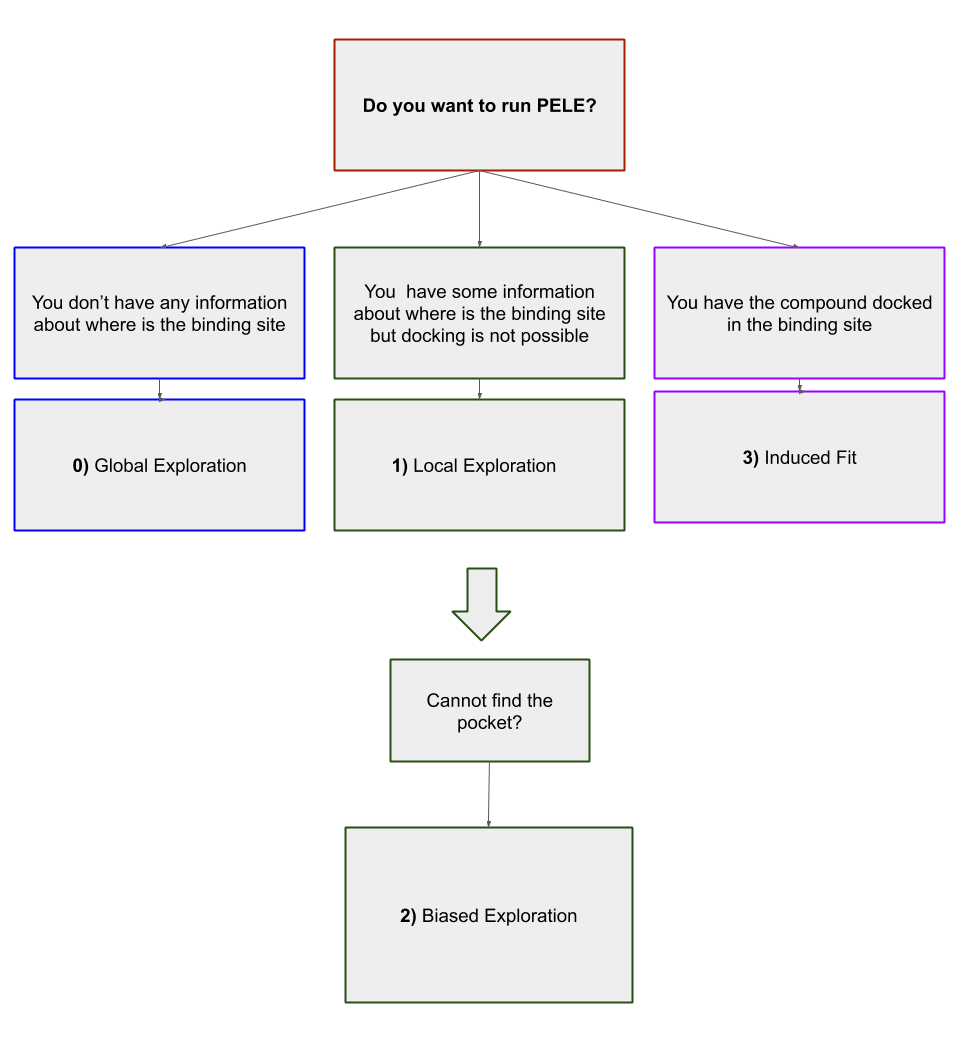 Do you want to run PELE?
You don’t have any information
about where is the binding site
You  have some information
about where is the binding site
but docking is not possible
You have the compound docked
in the binding site
0) Global Exploration
1) Local Exploration
3) Induced Fit
Cannot find the
pocket?
2) Biased Exploration